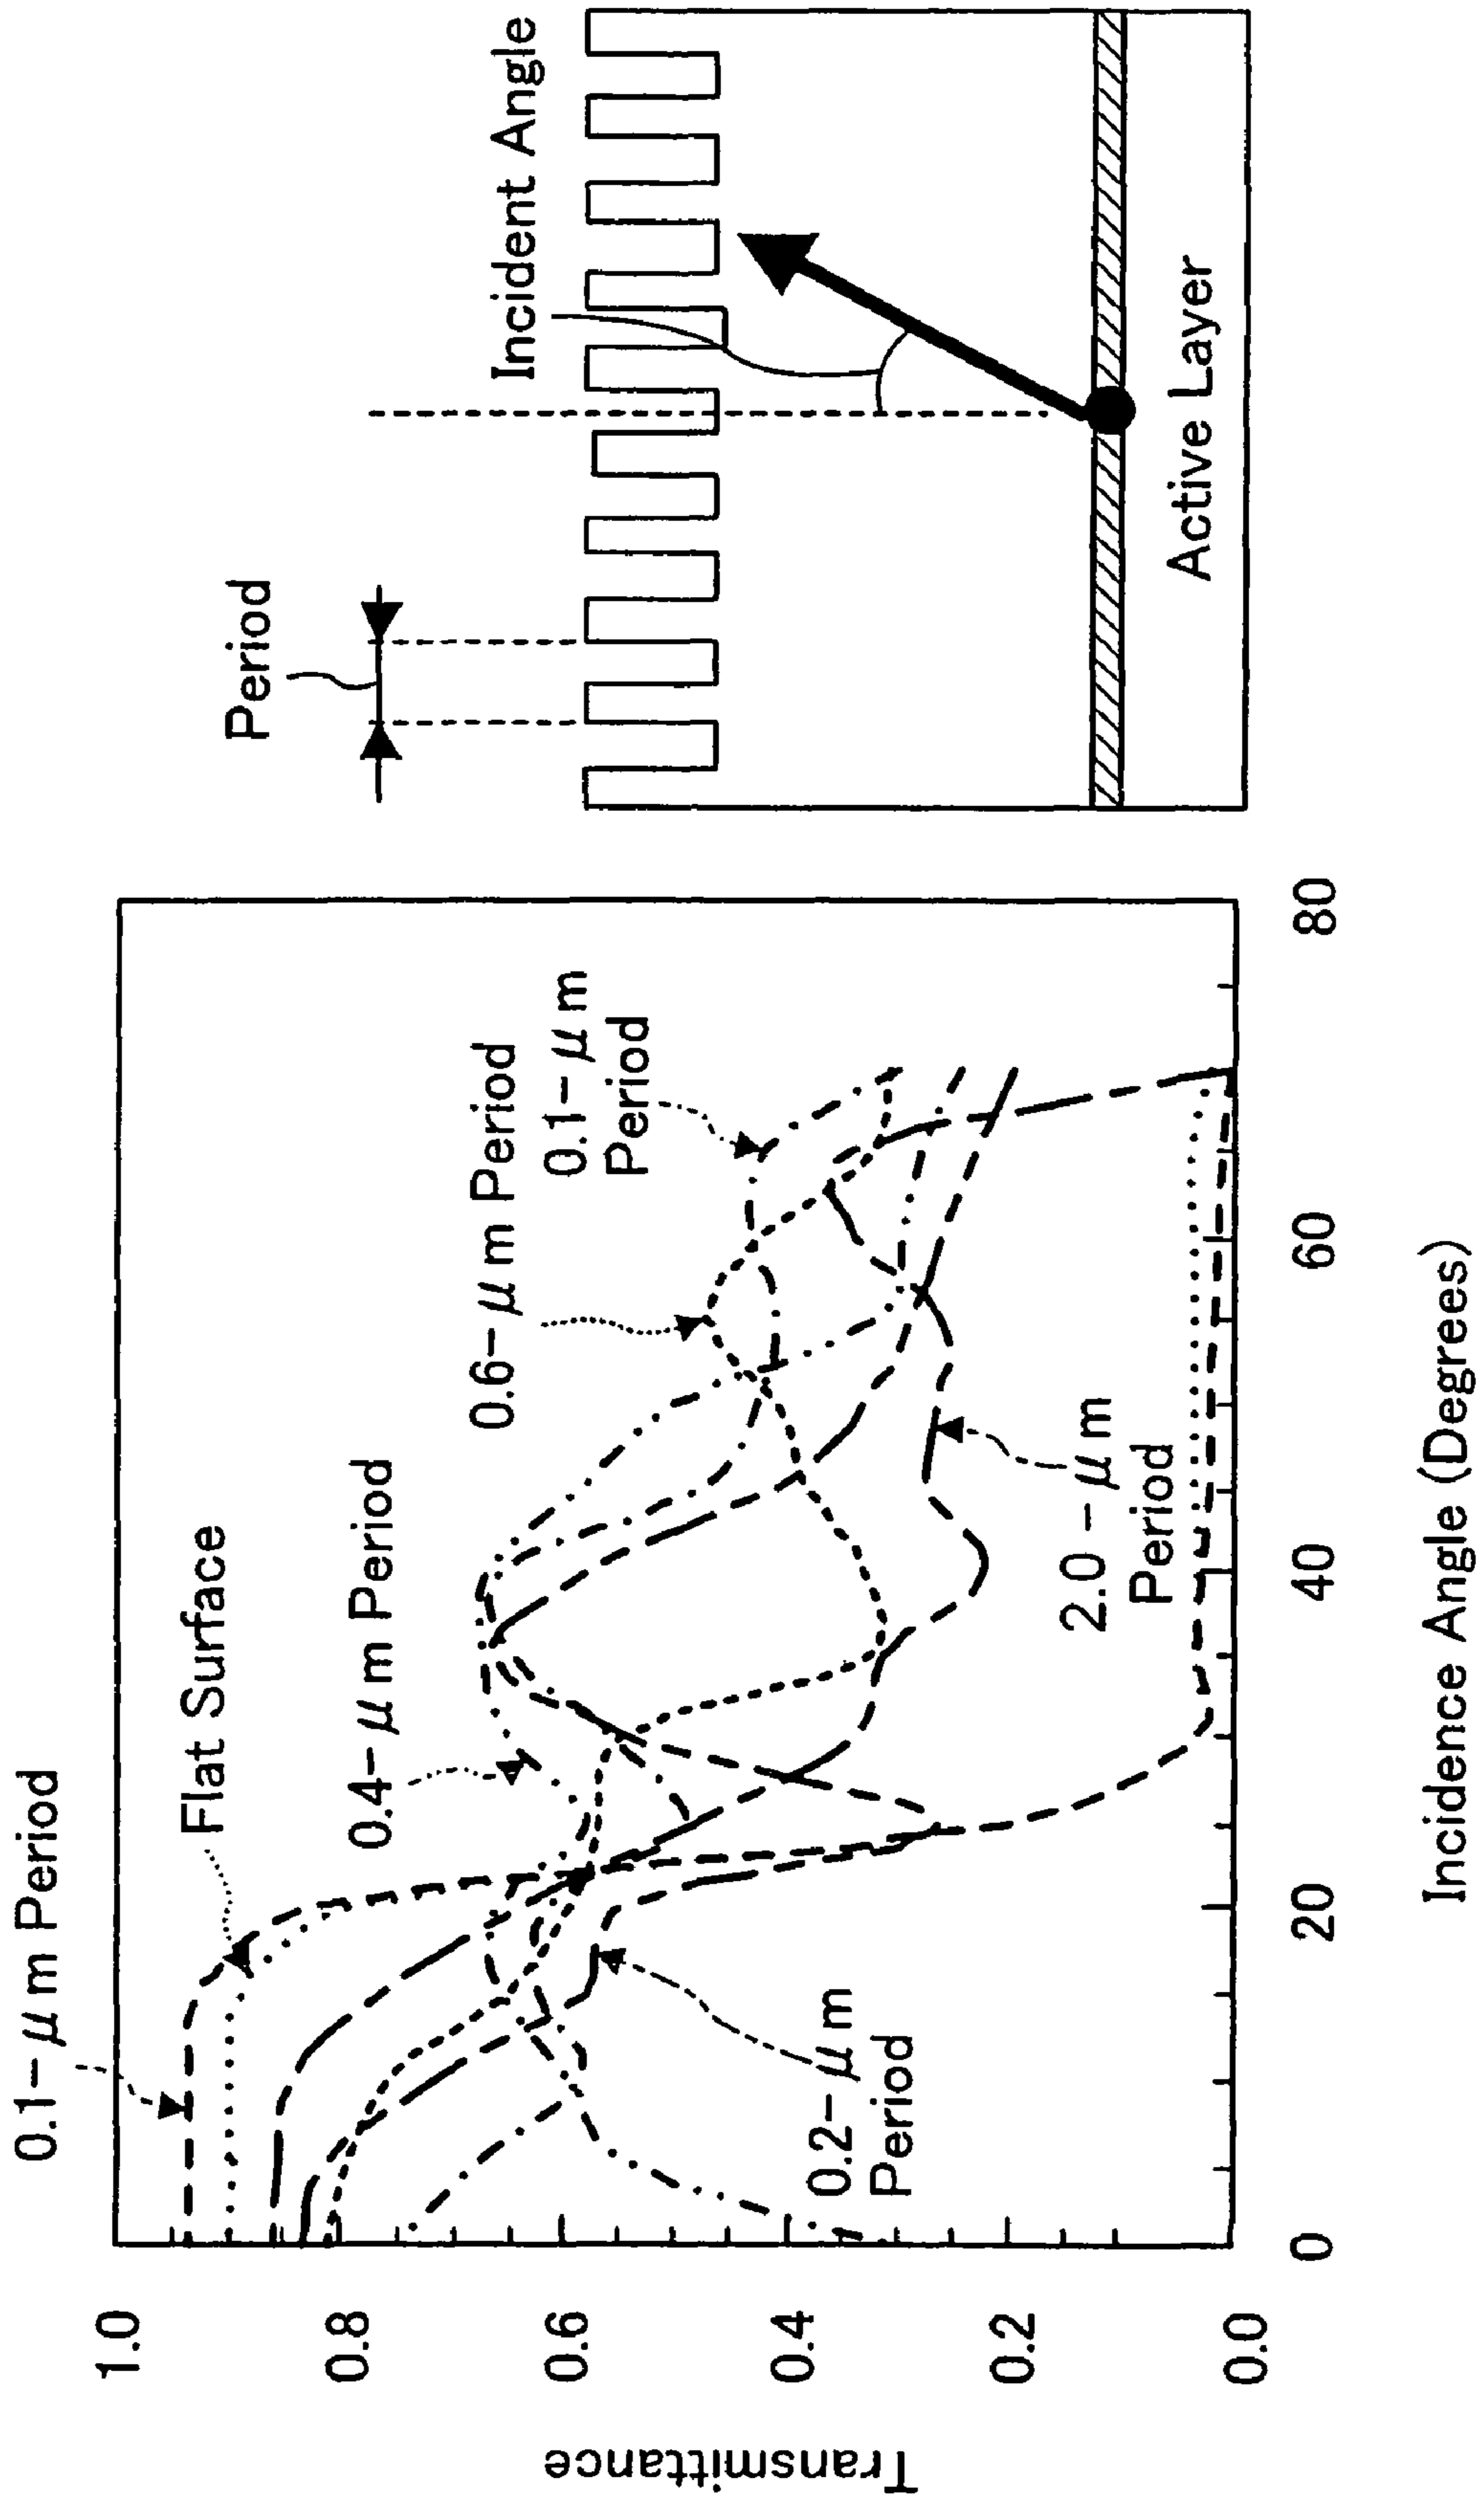 0.1-μm Period
Flat Surface
0.4-μm Period
0.6-μm Period
0.1-μm
Period
2.0-μm
Period
0.2-μm
Period
1.0
0.8
0.6
0.4
0.2
0.0
Transmittance
0
20
40
60
80
Incidence Angle (Degrees)
Period
Incident Angle
Active Layer